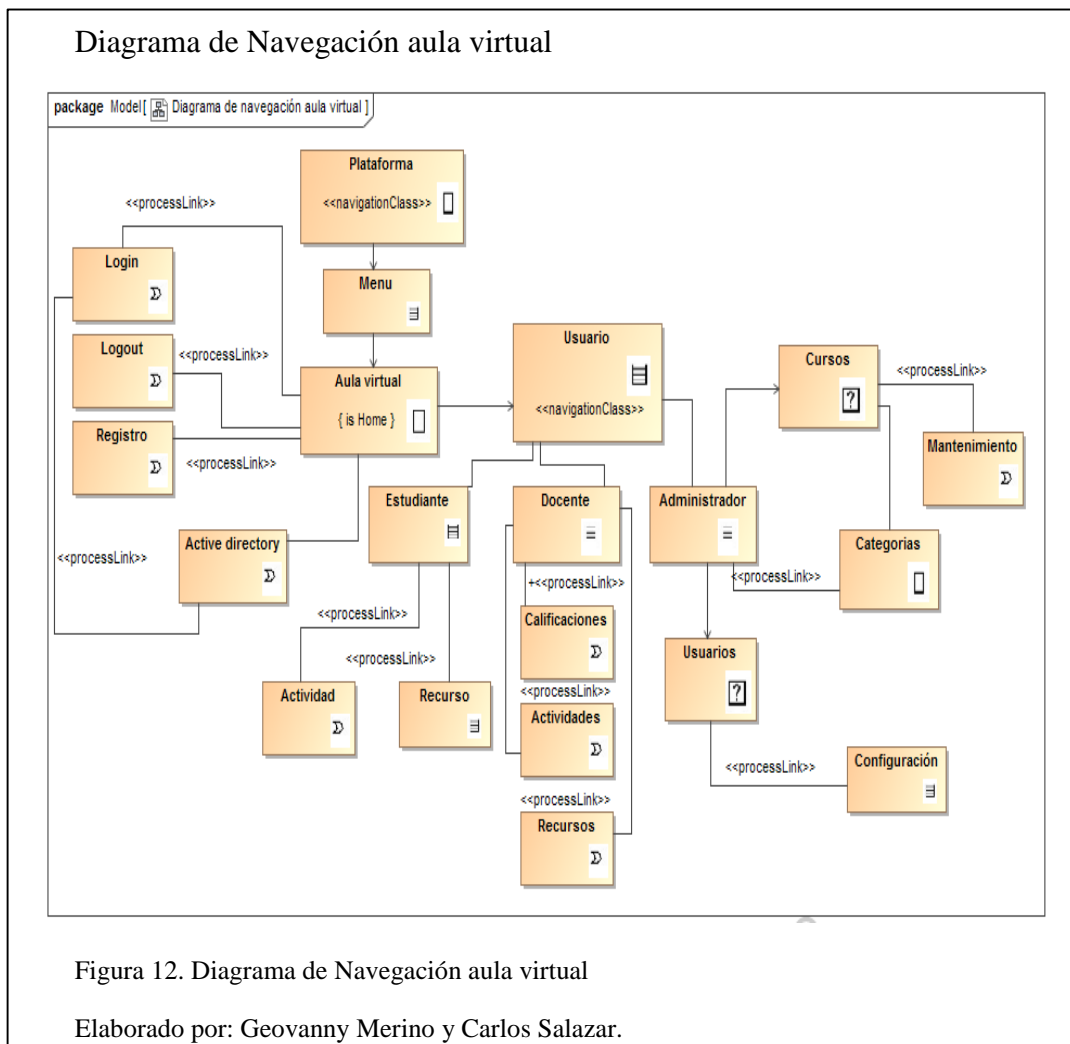 Diagrama de Navegación aula virtual
package Model[ Diagrama de navegación aula virtual ]
Plataforma
<<navigationClass>>
<<processLink>>
Login
Menu
Logout
<<processLink>>
Aula virtual
{ is Home }
Usuario
<<navigationClass>>
Cursos
<<processLink>>
Registro
<<processLink>>
Mantenimiento
Estudiante
Docente
Administrador
Active directory
<<processLink>>
Categorias
<<processLink>>
+<<processLink>>
Calificaciones
<<processLink>>
<<processLink>>
Usuarios
Actividad
Recurso
<<processLink>>
Actividades
<<processLink>>
Configuración
<<processLink>>
Recursos
Figura 12. Diagrama de Navegación aula virtual
Elaborado por: Geovanny Merino y Carlos Salazar.